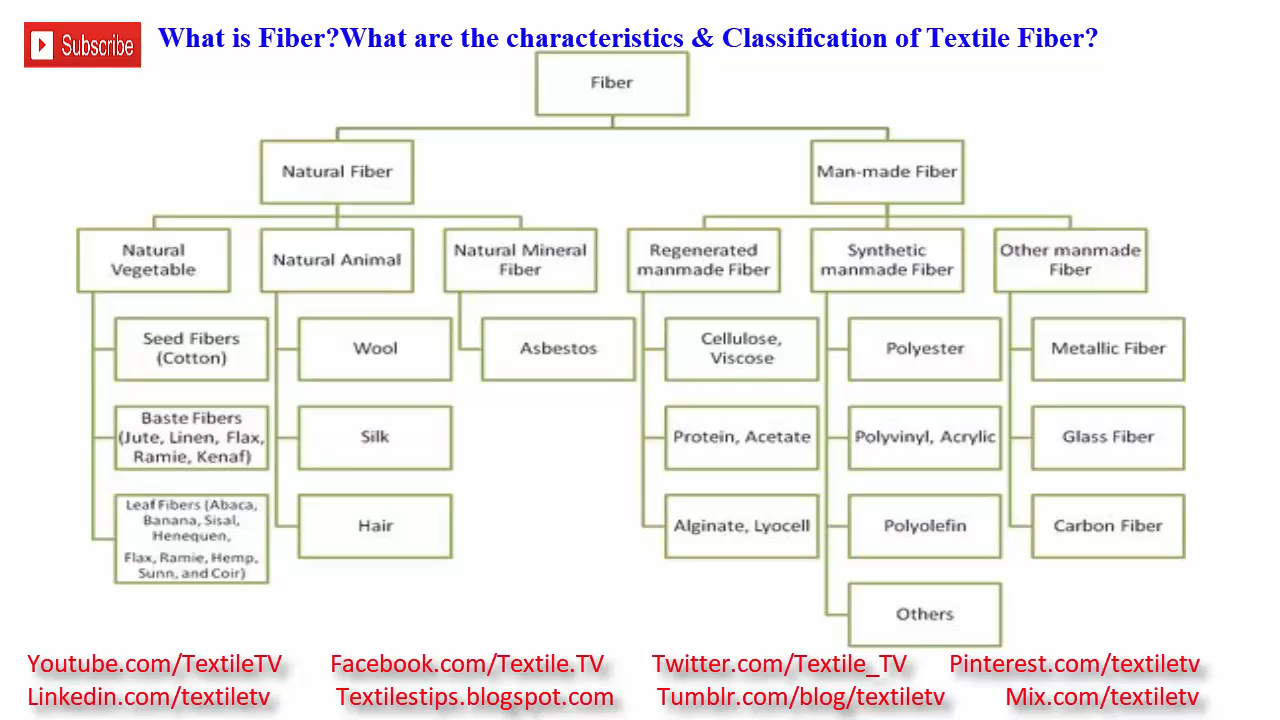 Subscribe
What is Fiber?What are the characteristics & Classification of Textile Fiber?
Fiber
Natural Fiber
Man-made Fiber
Natural
Vegetable
Natural Animal
Natural Mineral
Fiber
Regenerated
manmade Fiber
Synthetic
manmade Fiber
Other manmade
Fiber
Seed Fibers
(Cotton)
Wool
Asbestos
Cellulose,
Viscose
Polyester
Metallic Fiber
Baste Fibers
(Jute, Linen, Flax,
Ramie, Kenaf)
Silk
Protein, Acetate
Polyvinyl, Acrylic
Glass Fiber
Leaf Fibers (Abaca,
Banana, Sisal,
Henequen,
Flax, Ramie, Hemp,
Sunn, and Coir)
Hair
Alginate, Lyocell
Polyolefin
Carbon Fiber
Others
Youtube.com/TextileTV
Facebook.com/Textile.TV
Twitter.com/Textile_TV
Pinterest.com/textiletv
Linkedin.com/textiletv
Textilestips.blogspot.com
Tumblr.com/blog/textiletv
Mix.com/textiletv